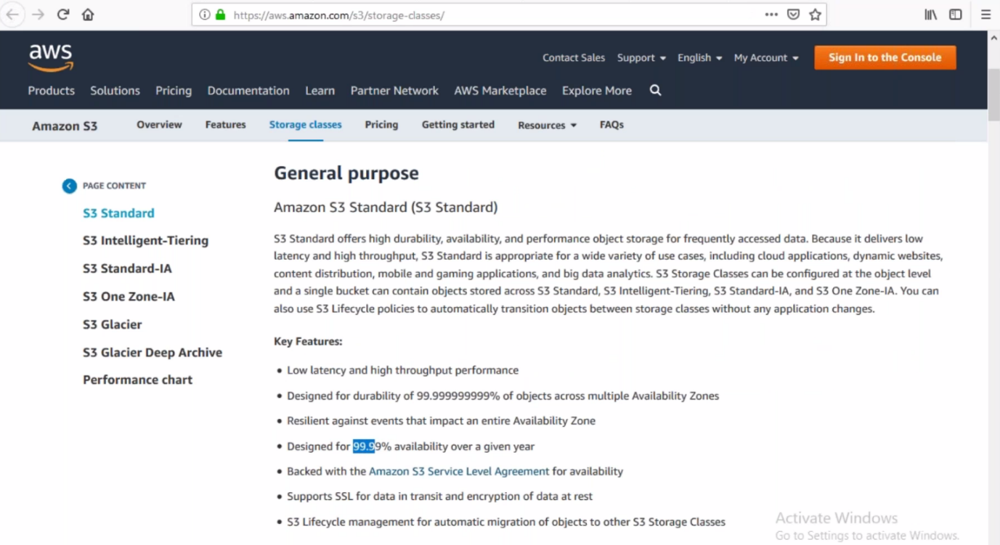 https://aws.amazon.com/s3/storage-classes/
aws
Contact Sales Support English My Account Sign In to the Console
Products Solutions Pricing Documentation Learn Partner Network AWS Marketplace Explore More
Amazon S3 Overview Features Storage classes Pricing Getting started Resources FAQs
PAGE CONTENT
S3 Standard
S3 Intelligent-Tiering
S3 Standard-IA
S3 One Zone-IA
S3 Glacier
S3 Glacier Deep Archive
Performance chart
General purpose
Amazon S3 Standard (S3 Standard)
S3 Standard offers high durability, availability, and performance object storage for frequently accessed data. Because it delivers low
latency and high throughput, S3 Standard is appropriate for a wide variety of use cases, including cloud applications, dynamic websites,
content distribution, mobile and gaming applications, and big data analytics. S3 Storage Classes can be configured at the object level
and a single bucket can contain objects stored across S3 Standard, S3 Intelligent-Tiering, S3 Standard-IA, and S3 One Zone-IA. You can
also use S3 Lifecycle policies to automatically transition objects between storage classes without any application changes.
Key Features:
• Low latency and high throughput performance
• Designed for durability of 99.999999999% of objects across multiple Availability Zones
• Resilient against events that impact an entire Availability Zone
• Designed for 99.99% availability over a given year
• Backed with the Amazon S3 Service Level Agreement for availability
• Supports SSL for data in transit and encryption of data at rest
• S3 Lifecycle management for automatic migration of objects to other S3 Storage Classes
Activate Windows
Go to Settings to activate Windows.